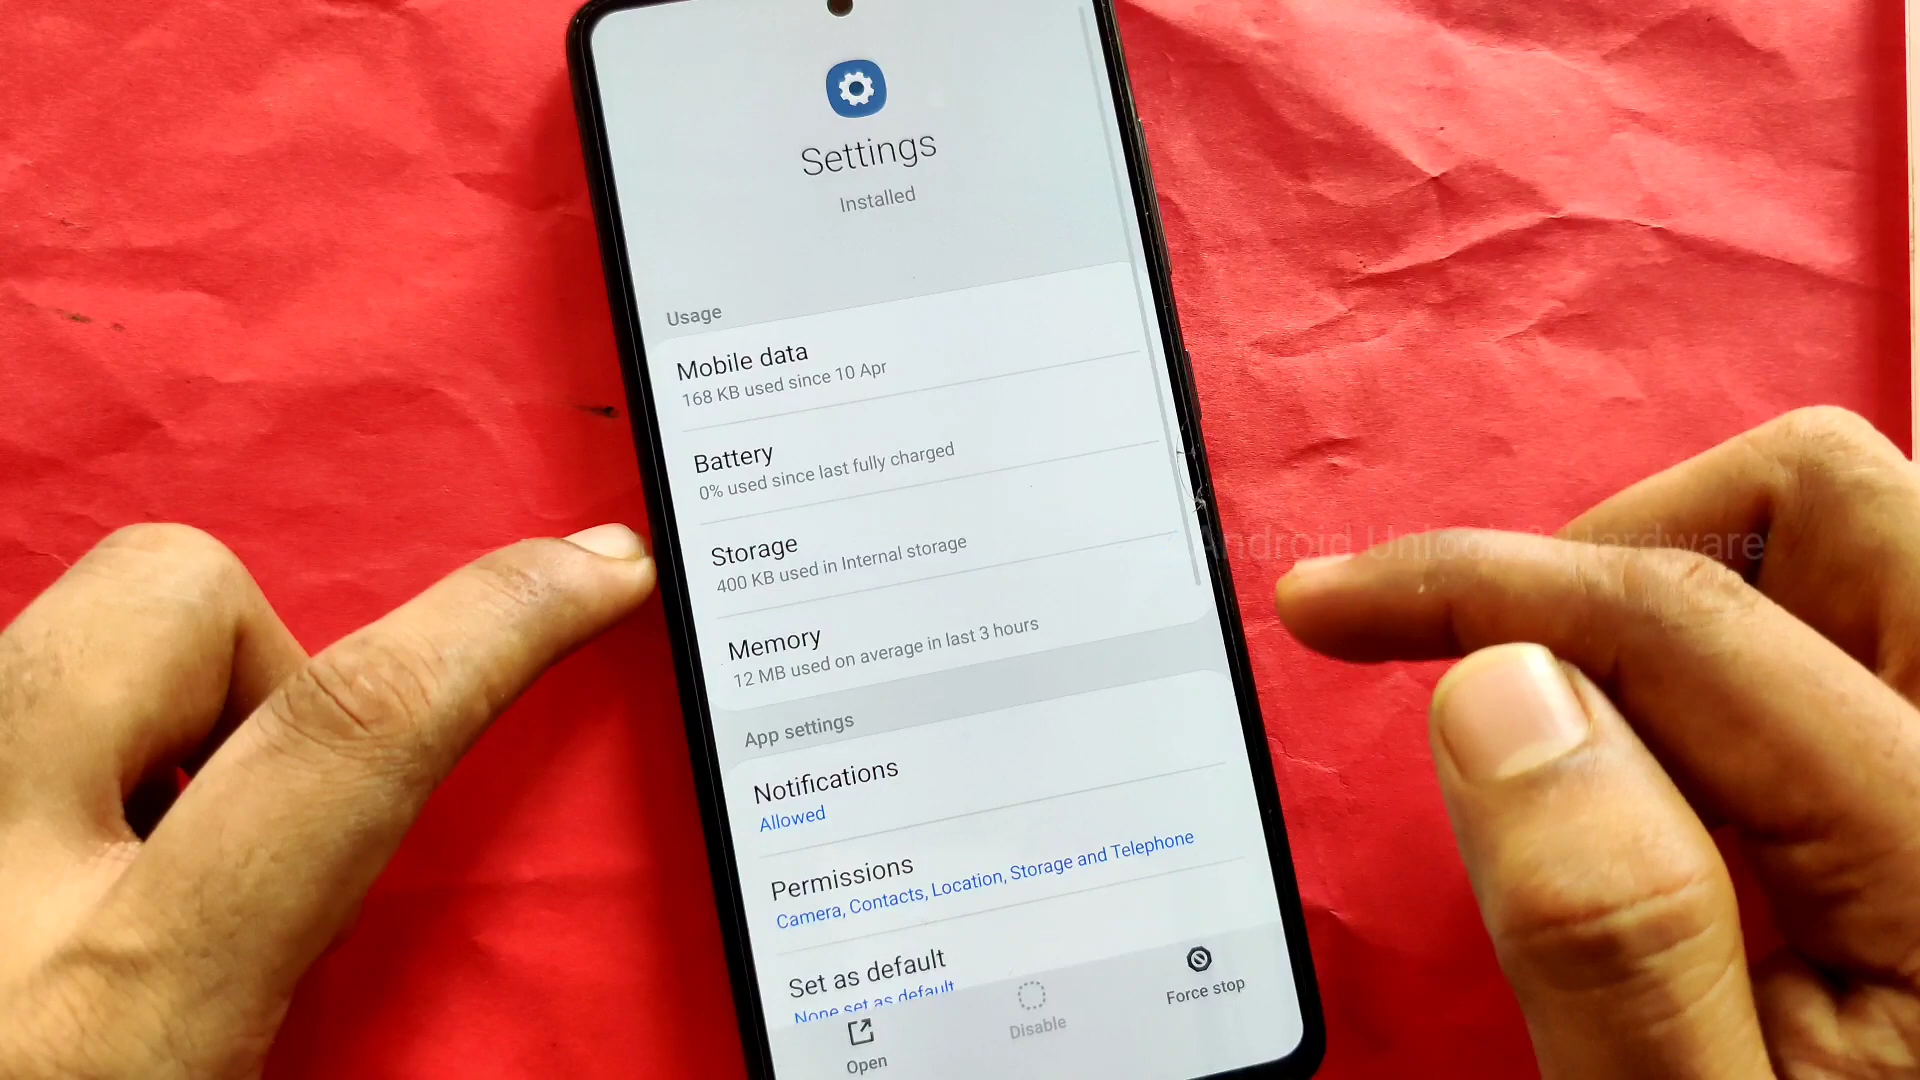 Settings
Installed
Usage
Mobile data
168 KB used since 10 Apr
Battery
0% used since last fully charged
Storage
400 KB used in Internal storage
Memory
12 MB used on average in last 3 hours
App settings
Notifications
Allowed
Permissions
Camera, Contacts, Location, Storage and Telephone
Set as default
None set as default
Open
Disable
Force stop
Android Unlock & Hardware